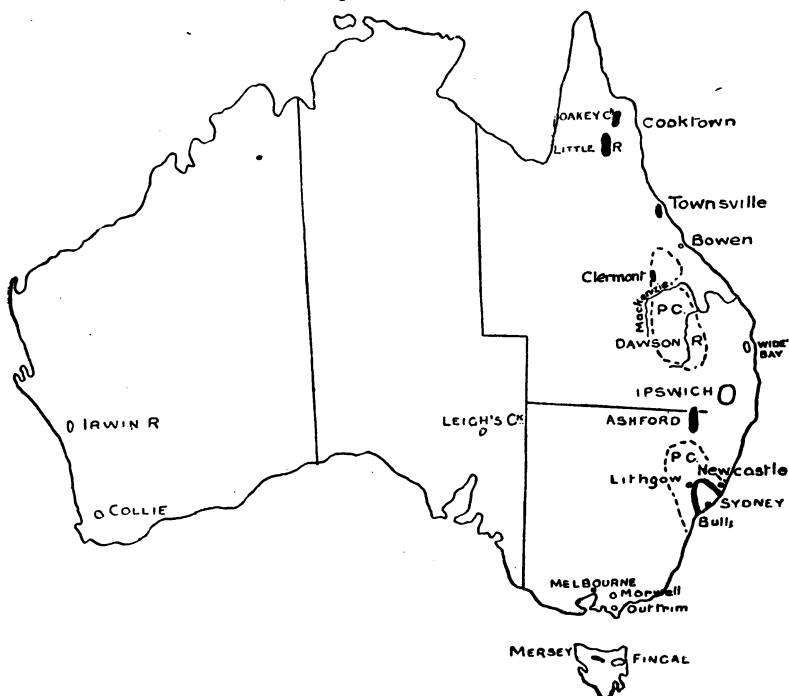 OAKEY Cᴷ
COOKTOWN
LITTLE R
Townsville
Bowen
Clermont
Mackenzie
P C.
DAWSON R
WIDE
BAY
IPSWICH
IRWIN R
LEIGH'S Cᴷ
ASHFORD
P C.
Newcastle
Lithgow
COLLIE
SYDNEY
Bulli
MELBOURNE
Morwell
Outtrim
MERSEY
FINGAL